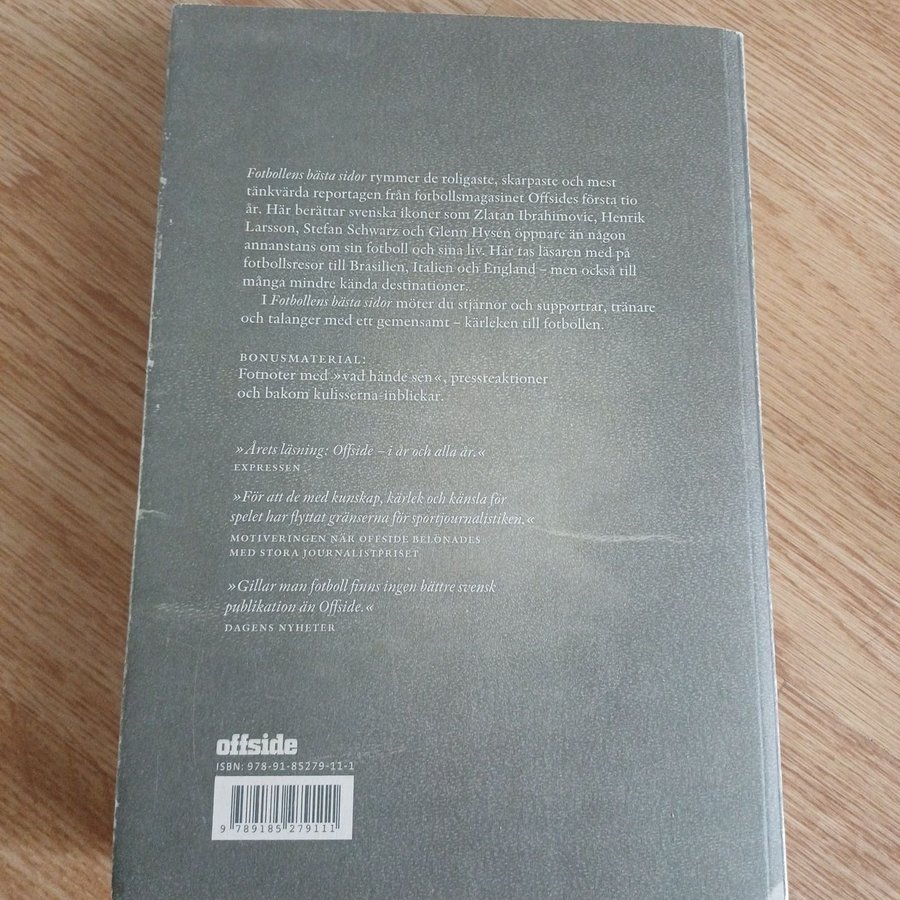 Fotbollens bästa sidor rymmer de roligaste, skarpaste och mest
tänkvärda reportagen från fotbollsmagasinet Offsides första tio
år. Här berättar svenska ikoner som Zlatan Ibrahimovic, Henrik
Larsson, Stefan Schwarz och Glenn Hysén öppnare än någon
annanstans om sin fotboll och sina liv. Här tas läsaren med på
fotbollsresor till Brasilien, Italien och England – men också till
många mindre kända destinationer.
I Fotbollens bästa sidor möter du stjärnor och supportrar, tränare
och talanger med ett gemensamt – kärleken till fotbollen.
BONUSMATERIAL:
Fotnoter med »vad hände sen«, pressreaktioner
och bakom kulisserna-inblickar.
»Årets läsning: Offside – i år och alla år.«
EXPRESSEN
»För att de med kunskap, kärlek och känsla för
spelet har flyttat gränserna för sportjournalistiken.«
MOTIVERINGEN NÄR OFFSIDE BELÖNADES
MED STORA JOURNALISTPRISET
»Gillar man fotboll finns ingen bättre svensk
publikation än Offside.«
DAGENS NYHETER
offside
ISBN: 978-91-85279-11-1
9 789185 279111